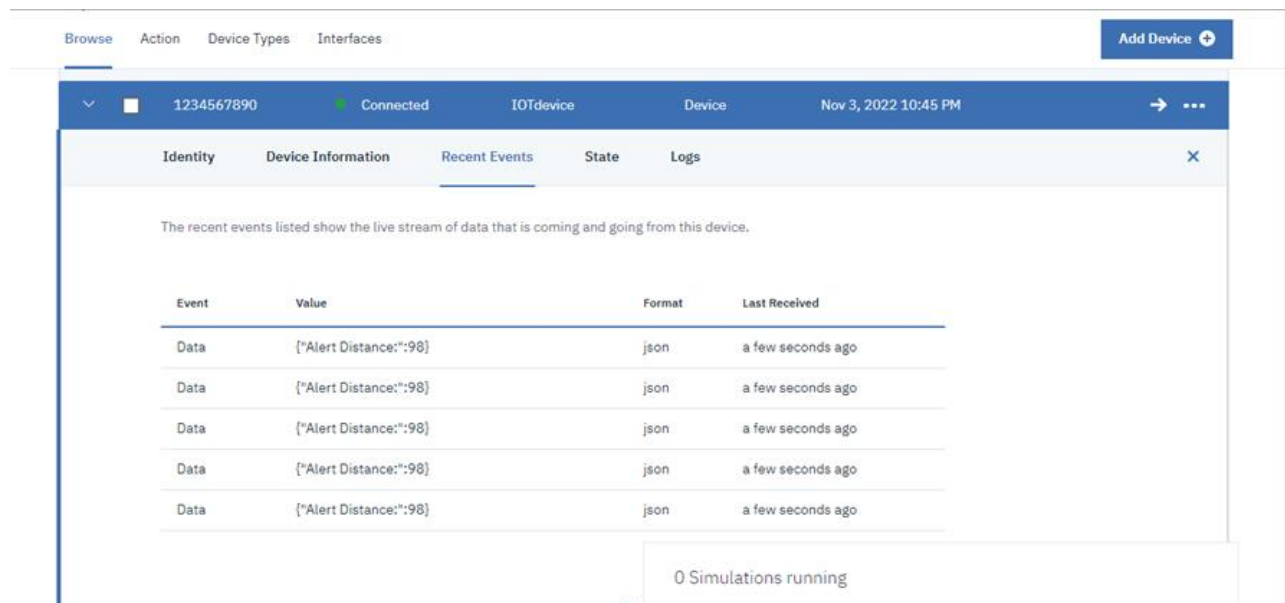 Browse Action Device Types Interfaces Add Device
1234567890 Connected IOTdevice Device Nov 3, 2022 10:45 PM
Identity Device Information Recent Events State Logs
The recent events listed show the live stream of data that is coming and going from this device.
Event Value Format Last Received
Data {"Alert Distance:":98} json a few seconds ago
Data {"Alert Distance:":98} json a few seconds ago
Data {"Alert Distance:":98} json a few seconds ago
Data {"Alert Distance:":98} json a few seconds ago
Data {"Alert Distance:":98} json a few seconds ago
0 Simulations running